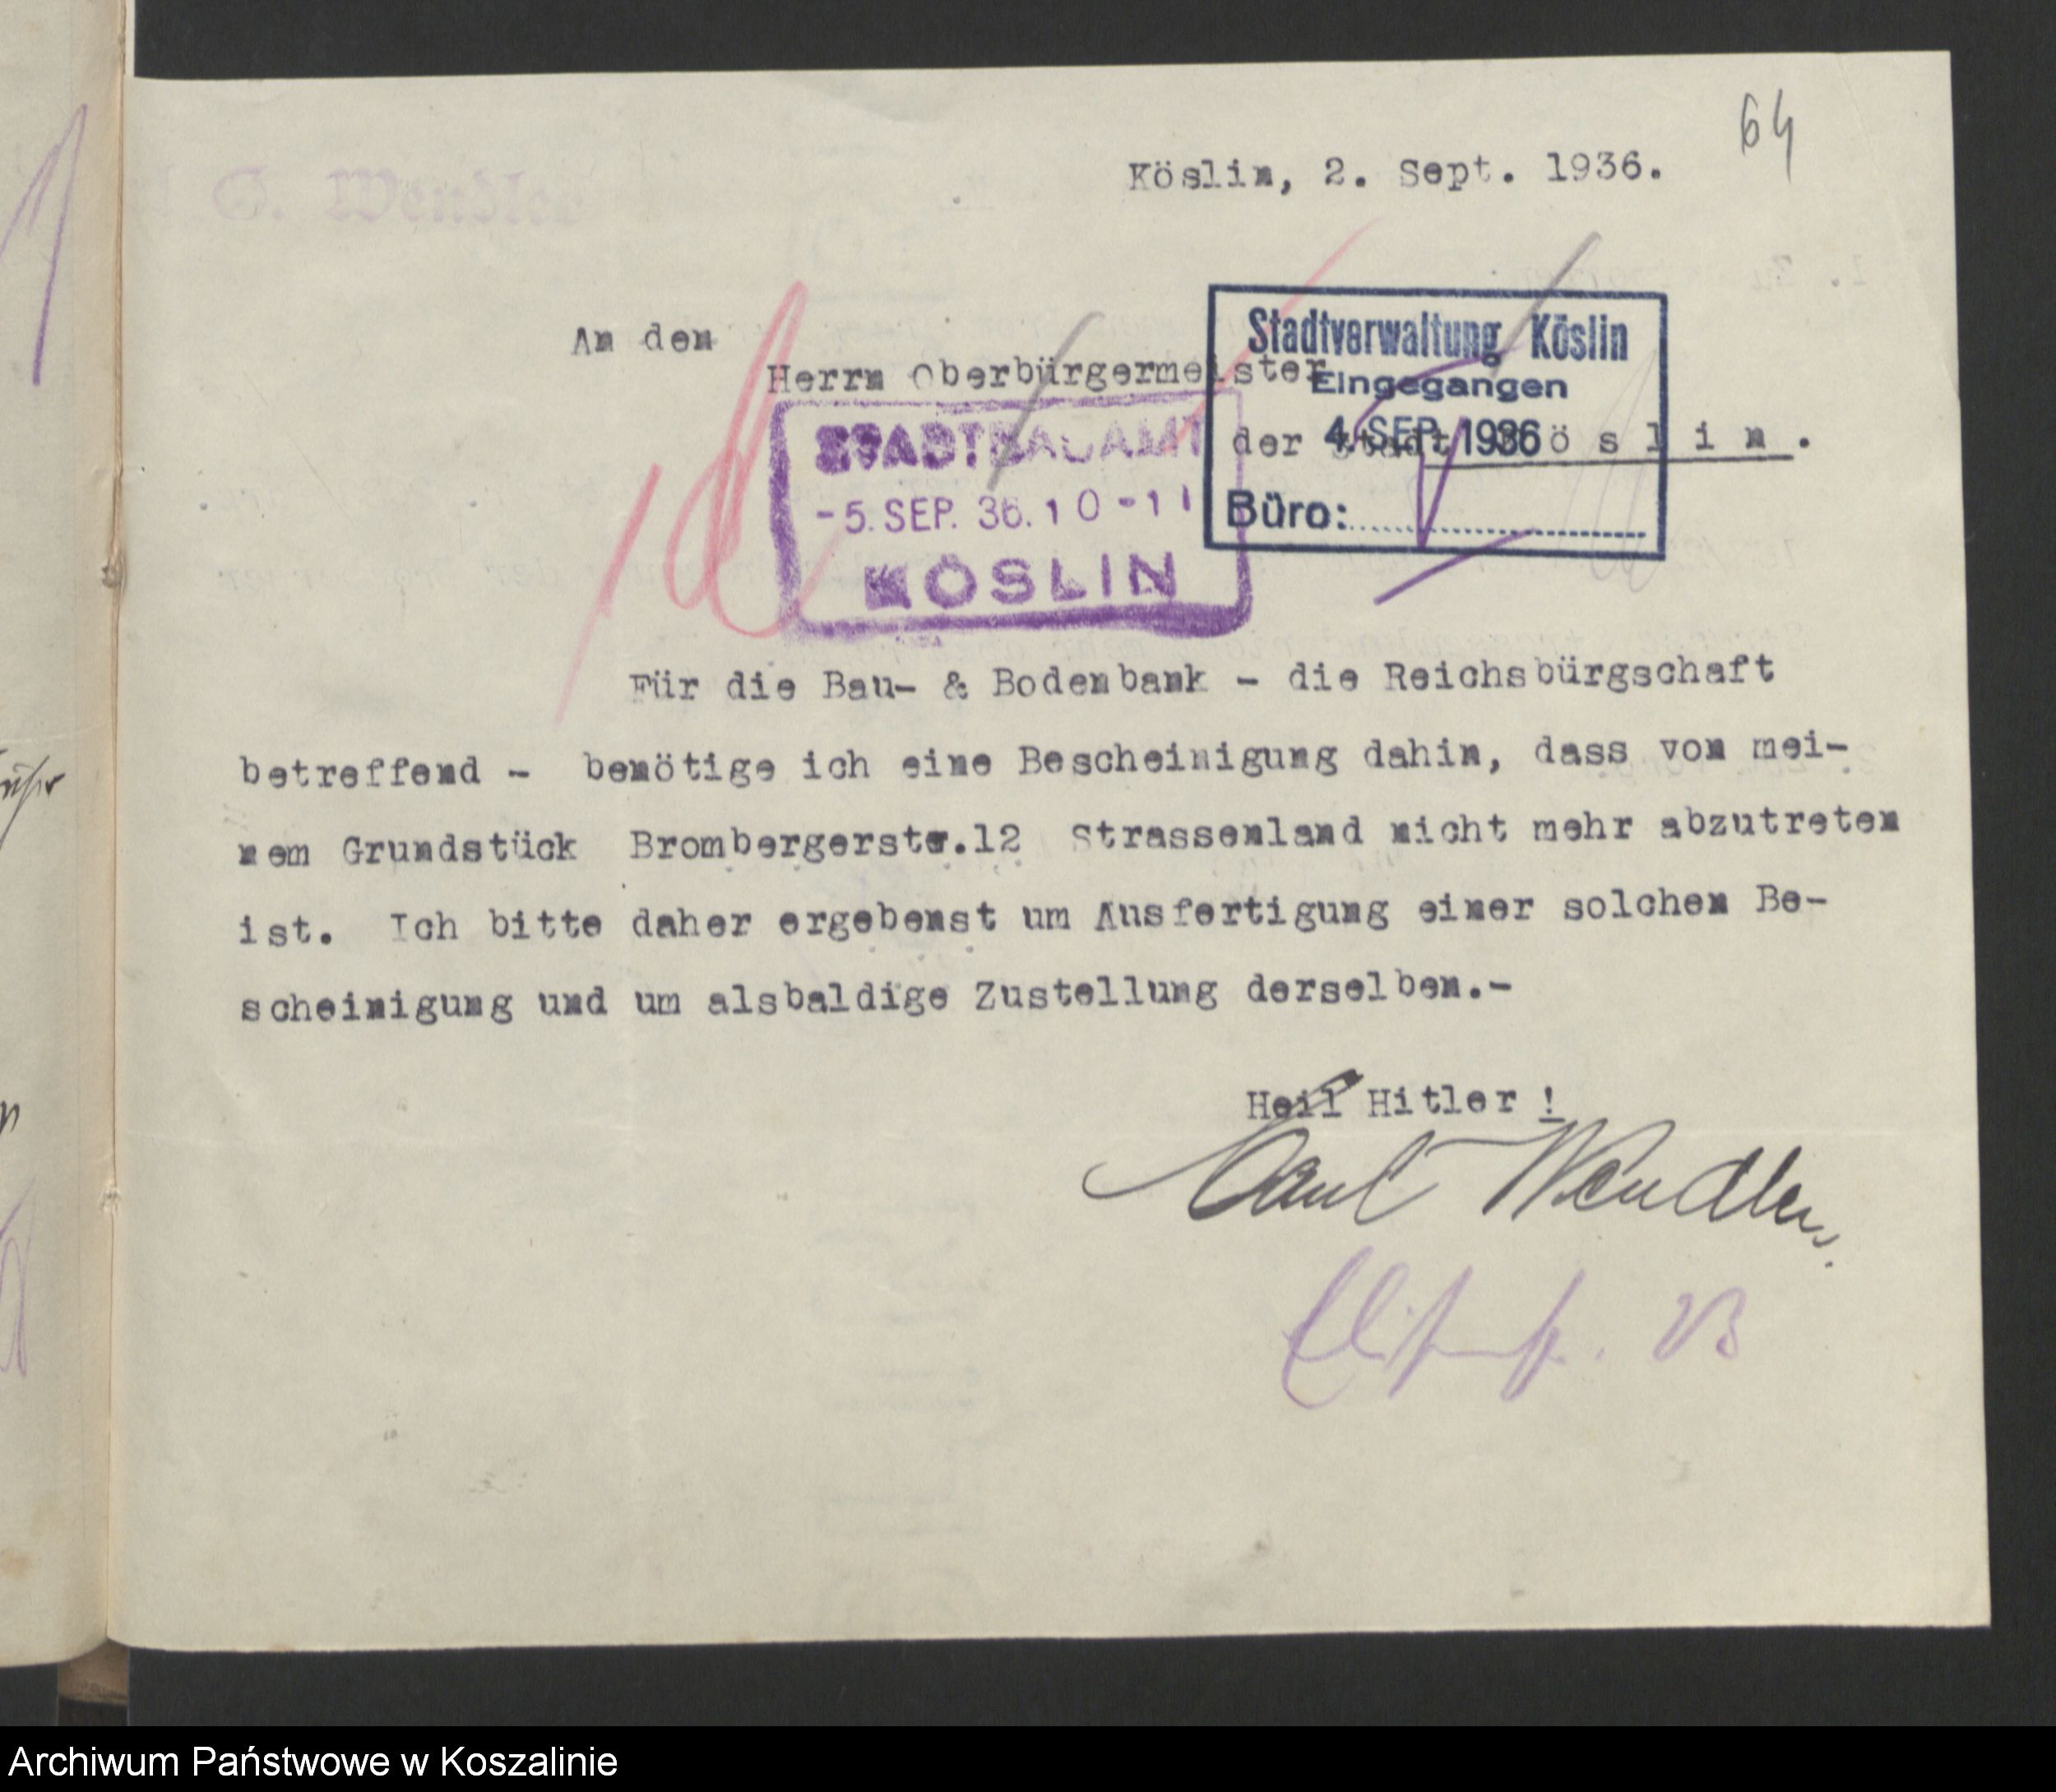 64
Köslin, 2. Sept. 1936.
G. Wendler
An den
Herrn Oberbürgermeister
der Stadt Köslin.
Stadtverwaltung Köslin
Eingegangen
4. SEP. 1936
Büro:
STADTBAUAMT
-5. SEP. 36. 10-11
KÖSLIN
Für die Bau- & Bodenbank - die Reichsbürgschaft
betreffend - benötige ich eine Bescheinigung dahin, dass von mei-
nem Grundstück Brombergerstr.12 Strassenland nicht mehr abzutreten
ist. Ich bitte daher ergebenst um Ausfertigung einer solchen Be-
scheinigung und um alsbaldige Zustellung derselben.-
Heil Hitler !
Paul Wendler.
Archiwum Państwowe w Koszalinie